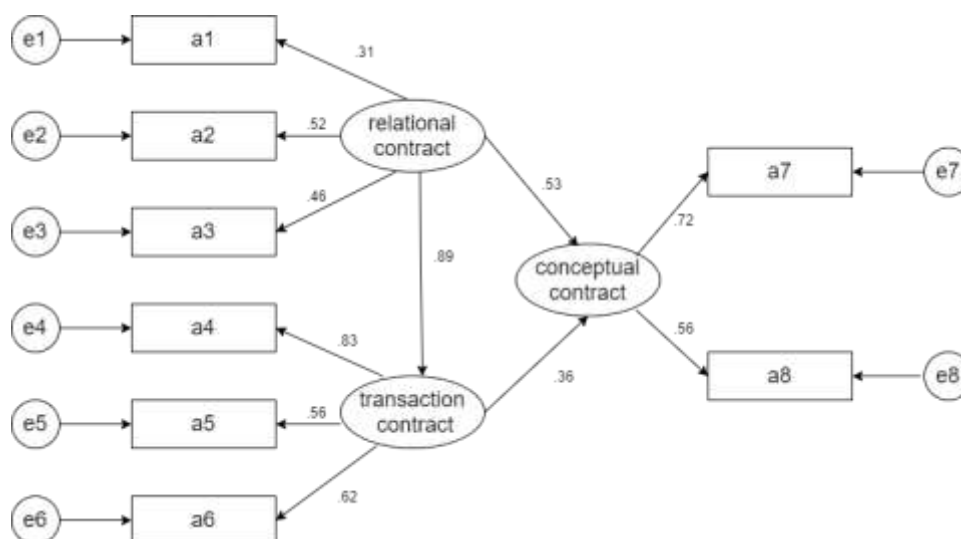 e1
a1
.31
e2
a2
.52
relational
contract
e3
a3
.46
.53
a7
e7
.72
.89
conceptual
contract
e4
a4
.83
.56
a8
e8
.36
transaction
contract
e5
a5
.56
e6
a6
.62